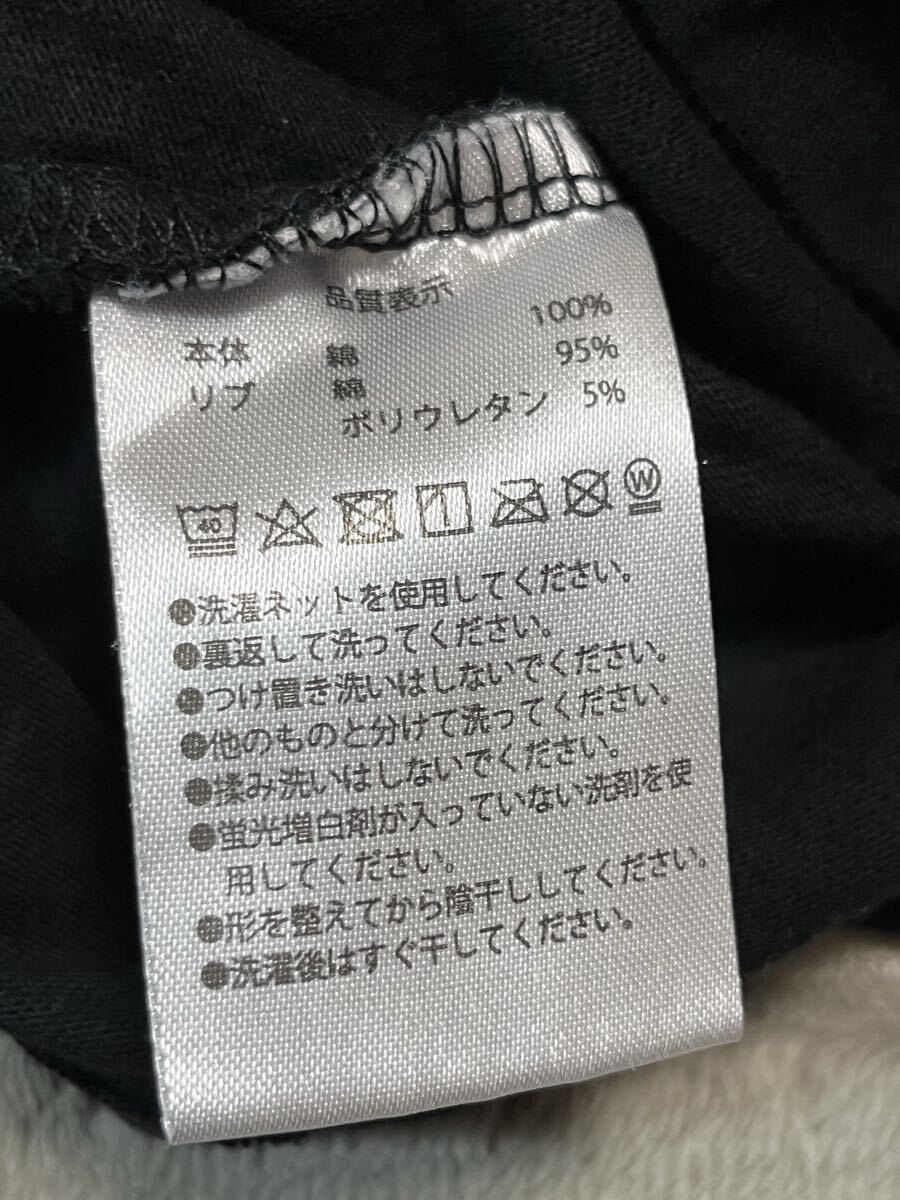 品質表示
本体 綿 100%
リブ 綿 95%
ポリウレタン 5%
40 1 W
●洗濯ネットを使用してください。
●裏返して洗ってください。
●つけ置き洗いはしないでください。
●他のものと分けて洗ってください。
●揉み洗いはしないでください。
●蛍光増白剤が入っていない洗剤を使
用してください。
●形を整えてから陰干ししてください。
●洗濯後はすぐ干してください。